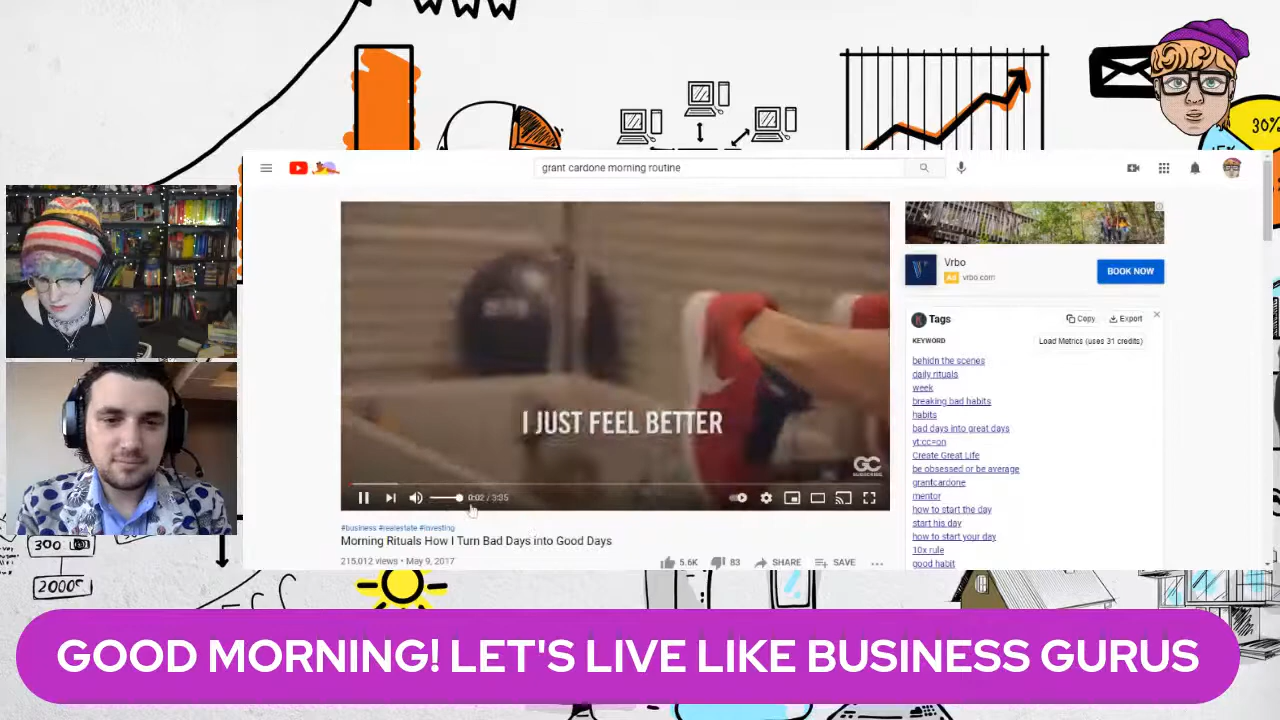 WWW
30%
grant cardone morning routine
I JUST FEEL BETTER
GC
SUBSCRIBE
0:02 / 3:35
#business #realestate #investing
Morning Rituals How I Turn Bad Days into Good Days
215,012 views • May 9, 2017
5.6K
83
SHARE
SAVE
Vrbo
Ad vrbo.com
BOOK NOW
Tags
Copy
Export
KEYWORD
Load Metrics (uses 31 credits)
behidn the scenes
daily rituals
week
breaking bad habits
habits
bad days into great days
yt:cc=on
Create Great Life
be obsessed or be average
grantcardone
mentor
how to start the day
start his day
how to start your day
10x rule
good habit
300
2000
GOOD MORNING! LET'S LIVE LIKE BUSINESS GURUS